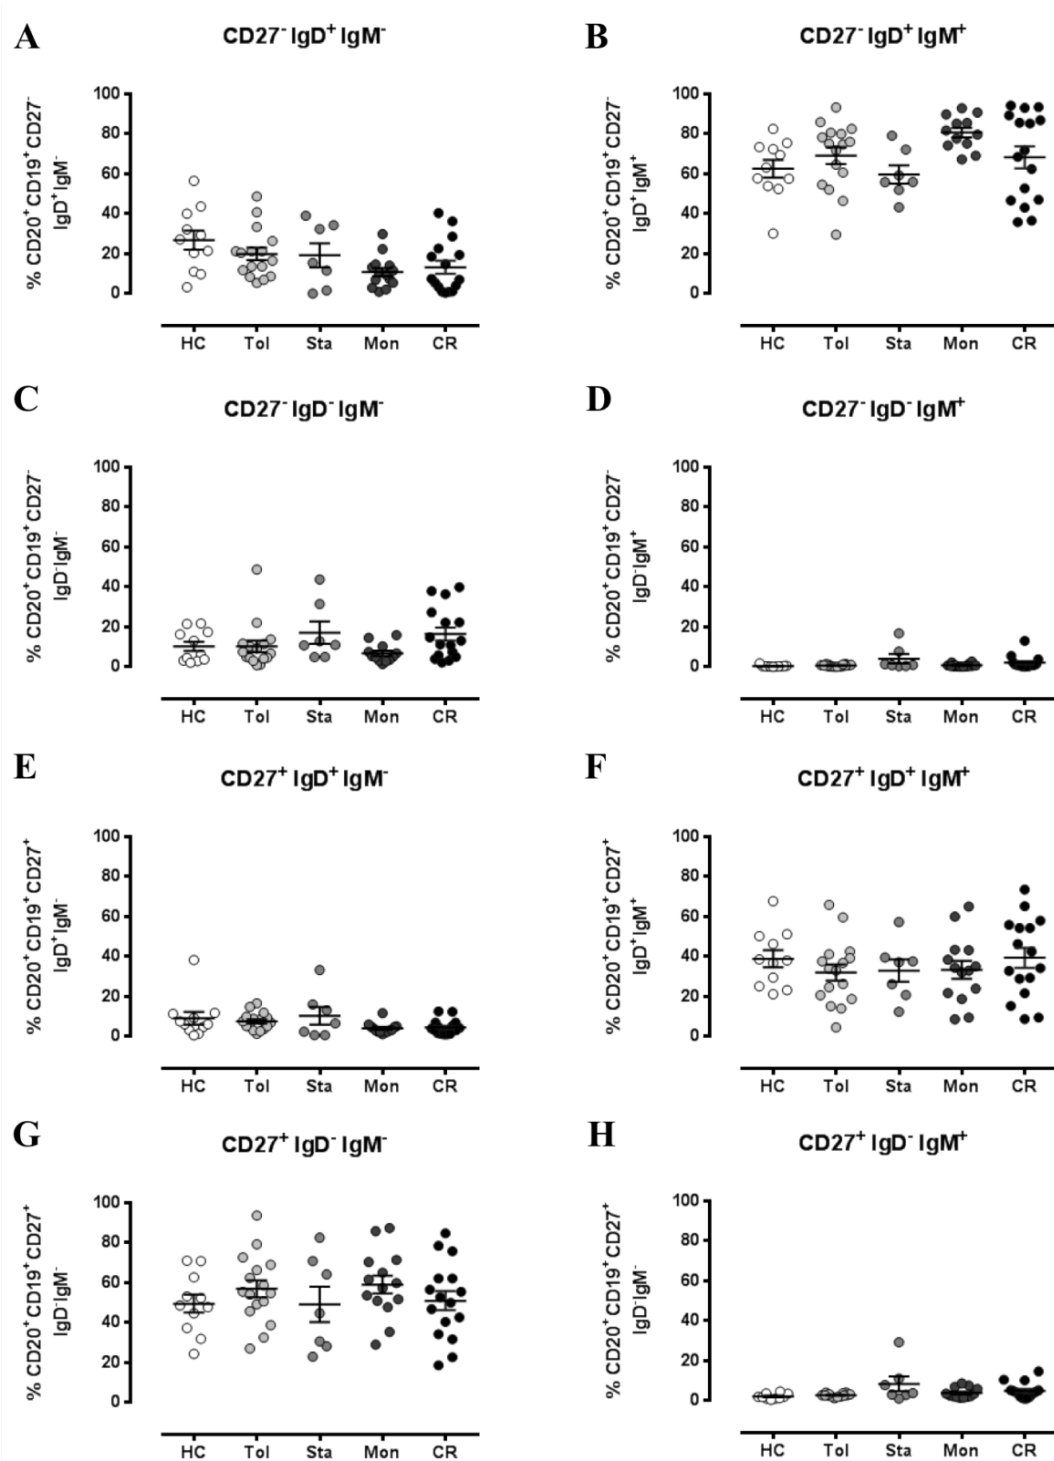 A
CD27⁻ IgD⁺ IgM⁻
% CD20⁺ CD19⁺ CD27⁻
IgD⁺IgM⁻
100
80
60
40
20
0
HC Tol Sta Mon CR
B
CD27⁻ IgD⁺ IgM⁺
% CD20⁺ CD19⁺ CD27⁻
IgD⁺IgM⁺
100
80
60
40
20
0
HC Tol Sta Mon CR
C
CD27⁻ IgD⁻ IgM⁻
% CD20⁺ CD19⁺ CD27⁻
IgD⁻IgM⁻
100
80
60
40
20
0
HC Tol Sta Mon CR
D
CD27⁻ IgD⁻ IgM⁺
% CD20⁺ CD19⁺ CD27⁻
IgD⁻IgM⁺
100
80
60
40
20
0
HC Tol Sta Mon CR
E
CD27⁺ IgD⁺ IgM⁻
% CD20⁺ CD19⁺ CD27⁺
IgD⁺IgM⁻
100
80
60
40
20
0
HC Tol Sta Mon CR
F
CD27⁺ IgD⁺ IgM⁺
% CD20⁺ CD19⁺ CD27⁺
IgD⁺IgM⁺
100
80
60
40
20
0
HC Tol Sta Mon CR
G
CD27⁺ IgD⁻ IgM⁻
% CD20⁺ CD19⁺ CD27⁺
IgD⁻IgM⁻
100
80
60
40
20
0
HC Tol Sta Mon CR
H
CD27⁺ IgD⁻ IgM⁺
% CD20⁺ CD19⁺ CD27⁺
IgD⁻IgM⁻
100
80
60
40
20
0
HC Tol Sta Mon CR